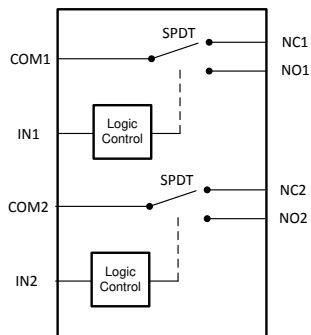 SPDT
NC1
COM1
NO1
IN1
Logic
Control
SPDT
NC2
COM2
NO2
IN2
Logic
Control